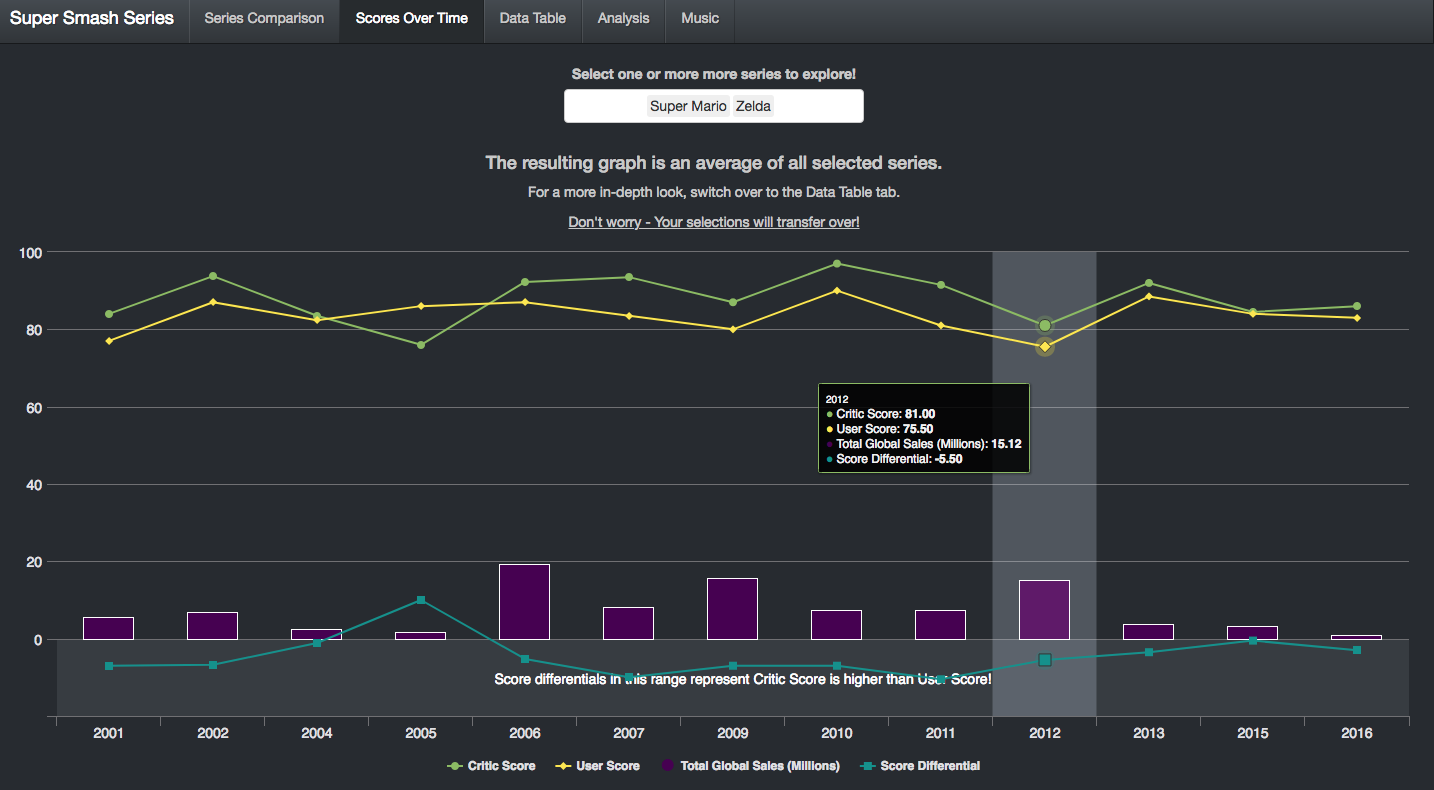 Super Smash Series Series Comparison Scores Over Time Data Table Analysis Music
Select one or more more series to explore!
Super Mario Zelda
The resulting graph is an average of all selected series.
For a more in-depth look, switch over to the Data Table tab.
Don't worry - Your selections will transfer over!
100
80
60
40
20
0
2012
Critic Score: 81.00
User Score: 75.50
Total Global Sales (Millions): 15.12
Score Differential: -5.50
Score differentials in this range represent Critic Score is higher than User Score!
2001 2002 2004 2005 2006 2007 2009 2010 2011 2012 2013 2015 2016
Critic Score User Score Total Global Sales (Millions) Score Differential